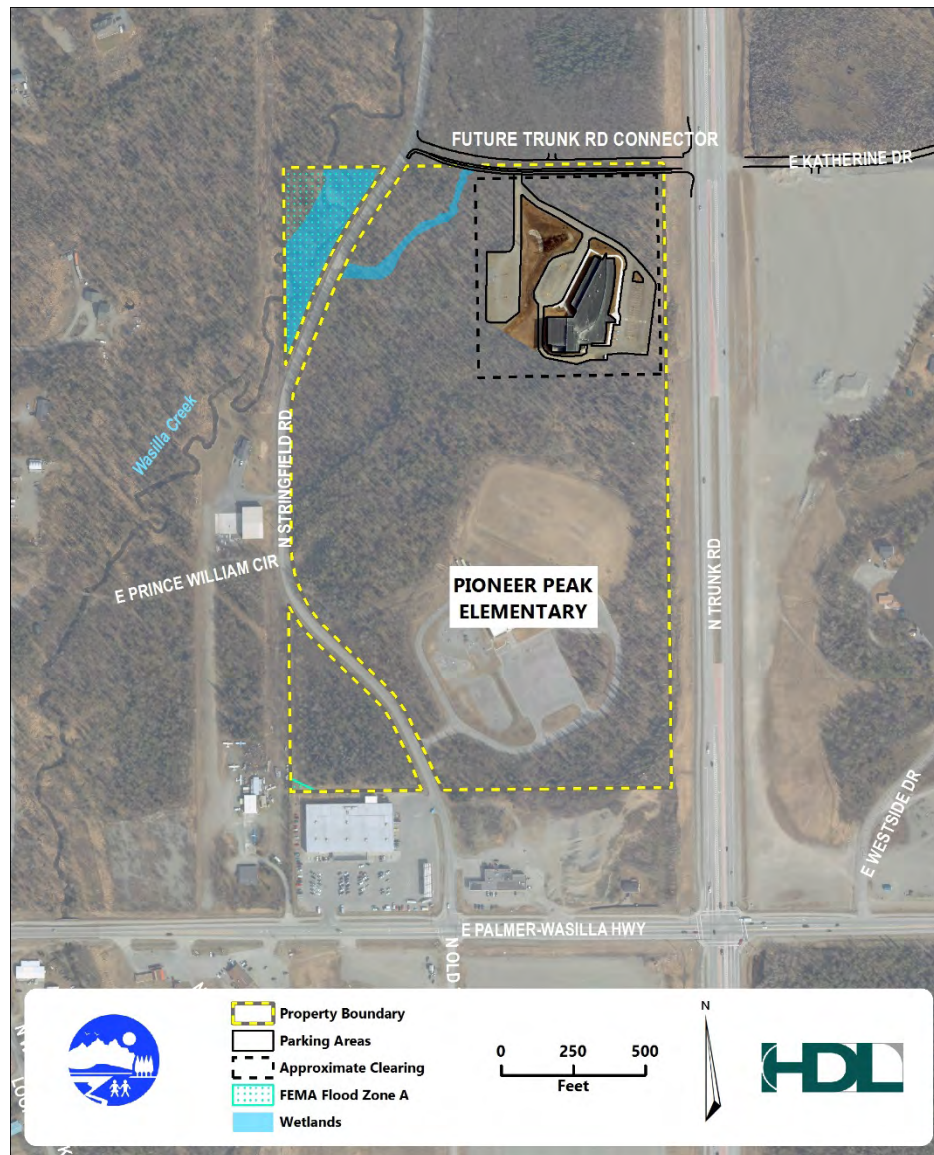 FUTURE TRUNK RD CONNECTOR
E KATHERINE DR
Wasilla Creek
N STRINGFIELD RD
E PRINCE WILLIAM CIR
PIONEER PEAK
ELEMENTARY
N TRUNK RD
E WESTSIDE DR
E PALMER-WASILLA HWY
N OLD
Property Boundary
Parking Areas
Approximate Clearing
FEMA Flood Zone A
Wetlands
0 250 500
Feet
N
HDL